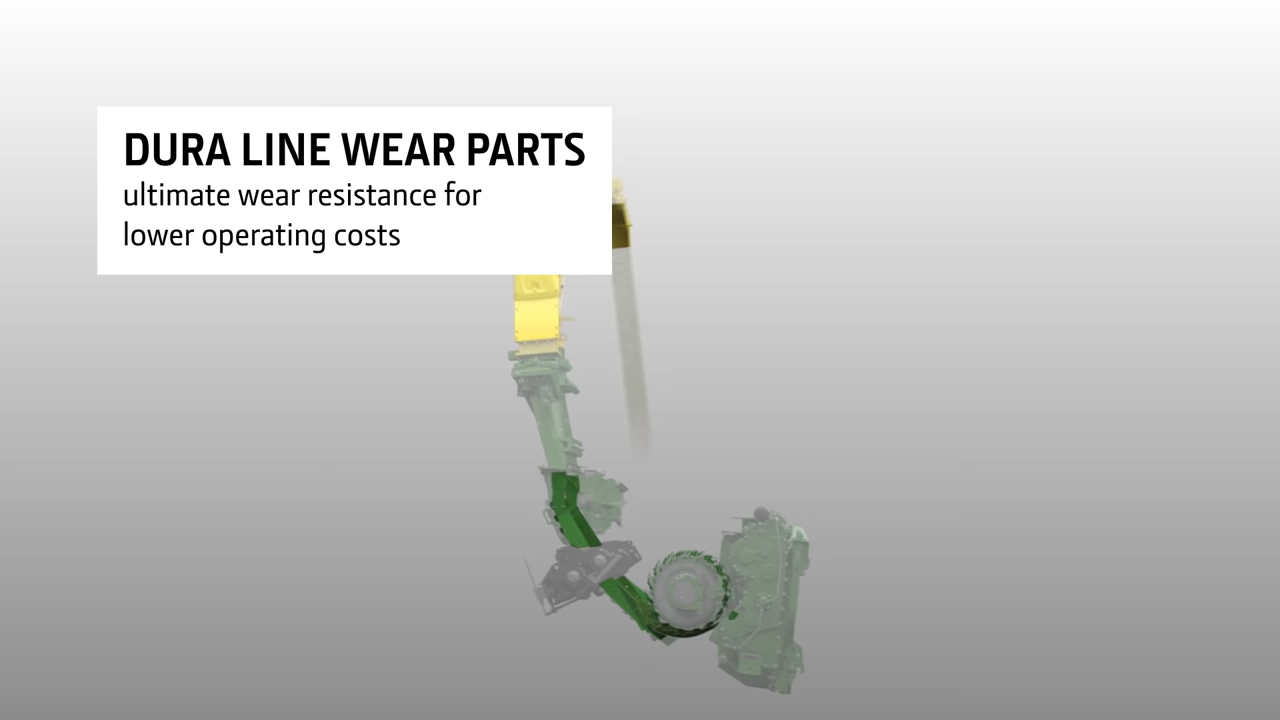 DURA LINE WEAR PARTS
ultimate wear resistance for
lower operating costs